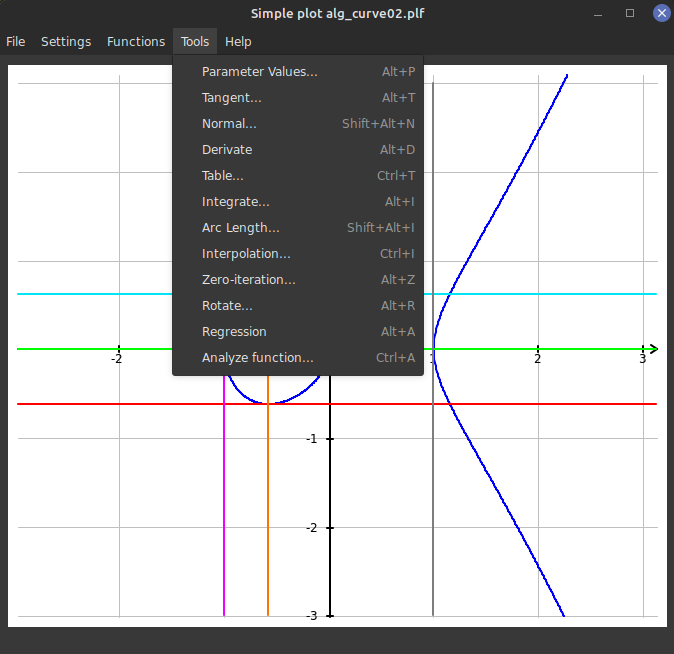 Simple plot alg_curve02.plf
File Settings Functions Tools Help
Parameter Values... Alt+P
Tangent... Alt+T
Normal... Shift+Alt+N
Derivate Alt+D
Table... Ctrl+T
Integrate... Alt+I
Arc Length... Shift+Alt+I
Interpolation... Ctrl+I
Zero-iteration... Alt+Z
Rotate... Alt+R
Regression Alt+A
Analyze function... Ctrl+A
-2 1 2 3
-1
-2
-3